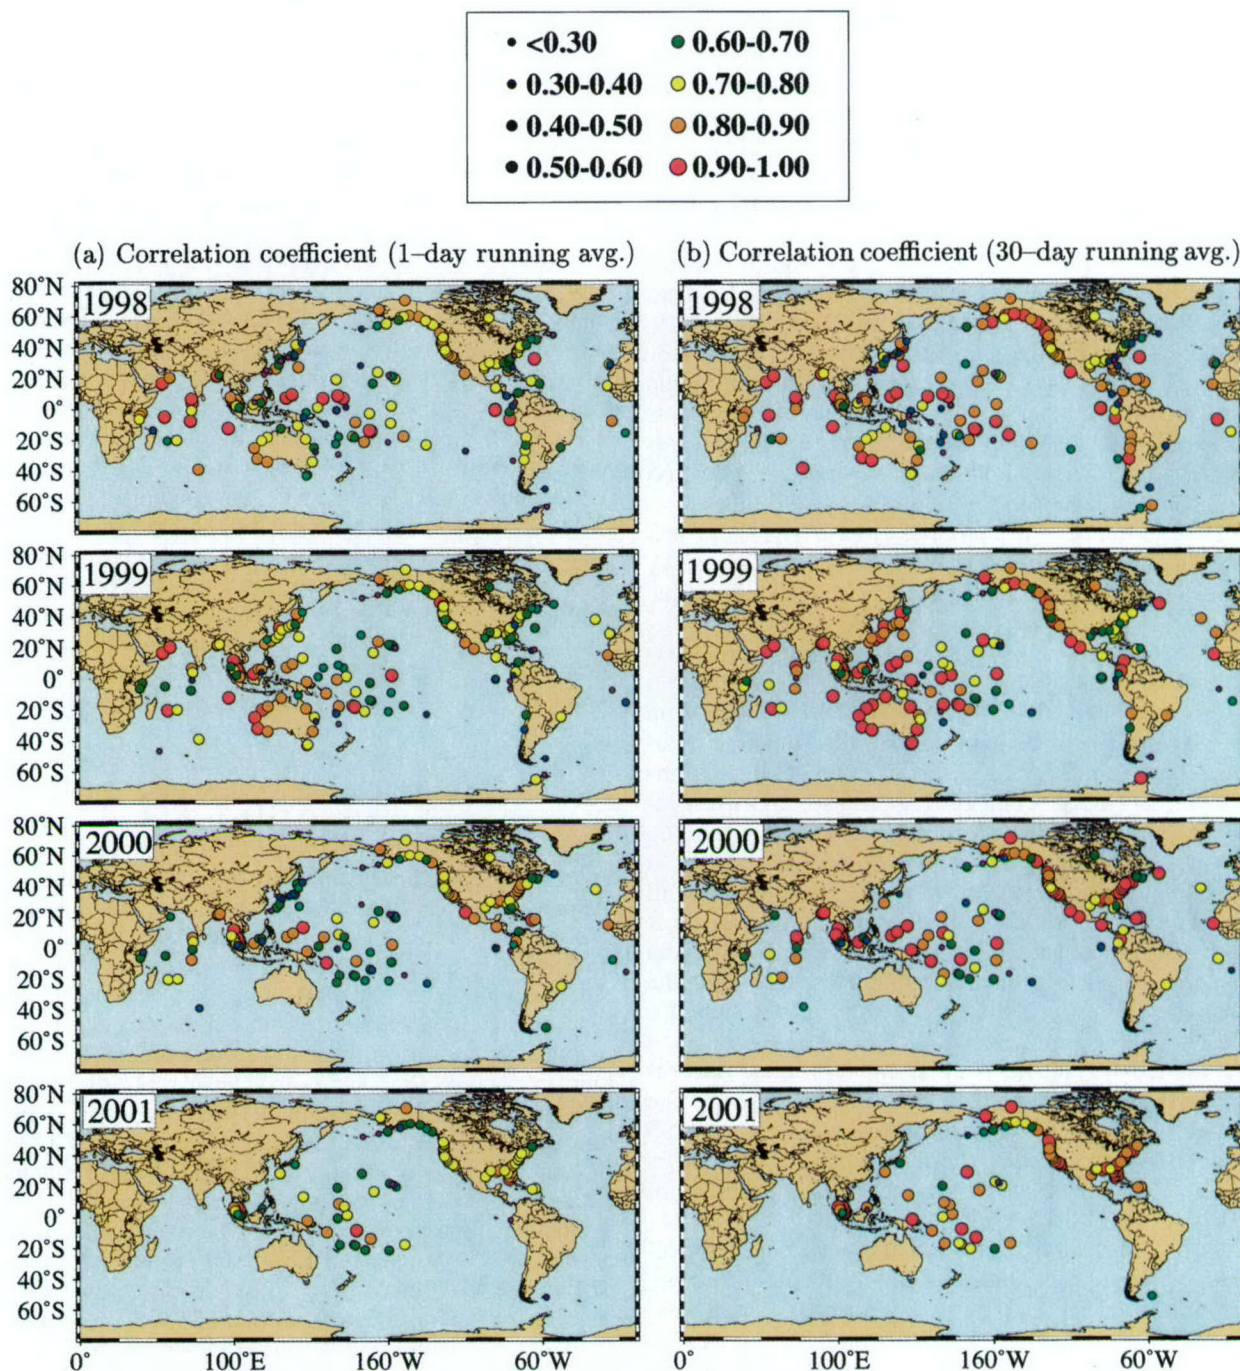 <0.30 0.60-0.70
0.30-0.40 0.70-0.80
0.40-0.50 0.80-0.90
0.50-0.60 0.90-1.00
(a) Correlation coefficient (1–day running avg.) (b) Correlation coefficient (30–day running avg.)
80°N
60°N
40°N
20°N
0°
20°S
40°S
60°S
1998 1998
80°N
60°N
40°N
20°N
0°
20°S
40°S
60°S
1999 1999
80°N
60°N
40°N
20°N
0°
20°S
40°S
60°S
2000 2000
80°N
60°N
40°N
20°N
0°
20°S
40°S
60°S
2001 2001
0° 100°E 160°W 60°W 0° 100°E 160°W 60°W